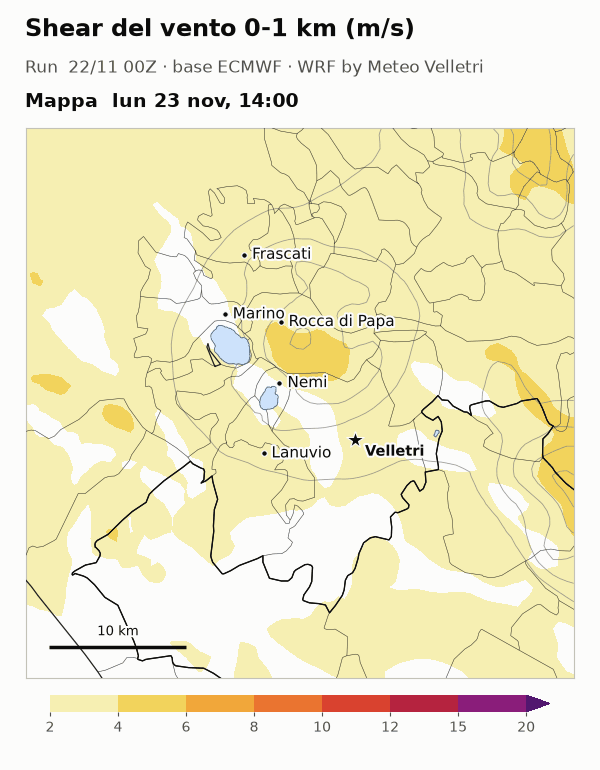 Shear del vento 0-1 km (m/s)
Run  22/11 00Z · base ECMWF · WRF by Meteo Velletri
Mappa  lun 23 nov, 14:00
Frascati
Marino
Rocca di Papa
Nemi
Velletri
Lanuvio
10 km
2 4 6 8 10 12 15 20